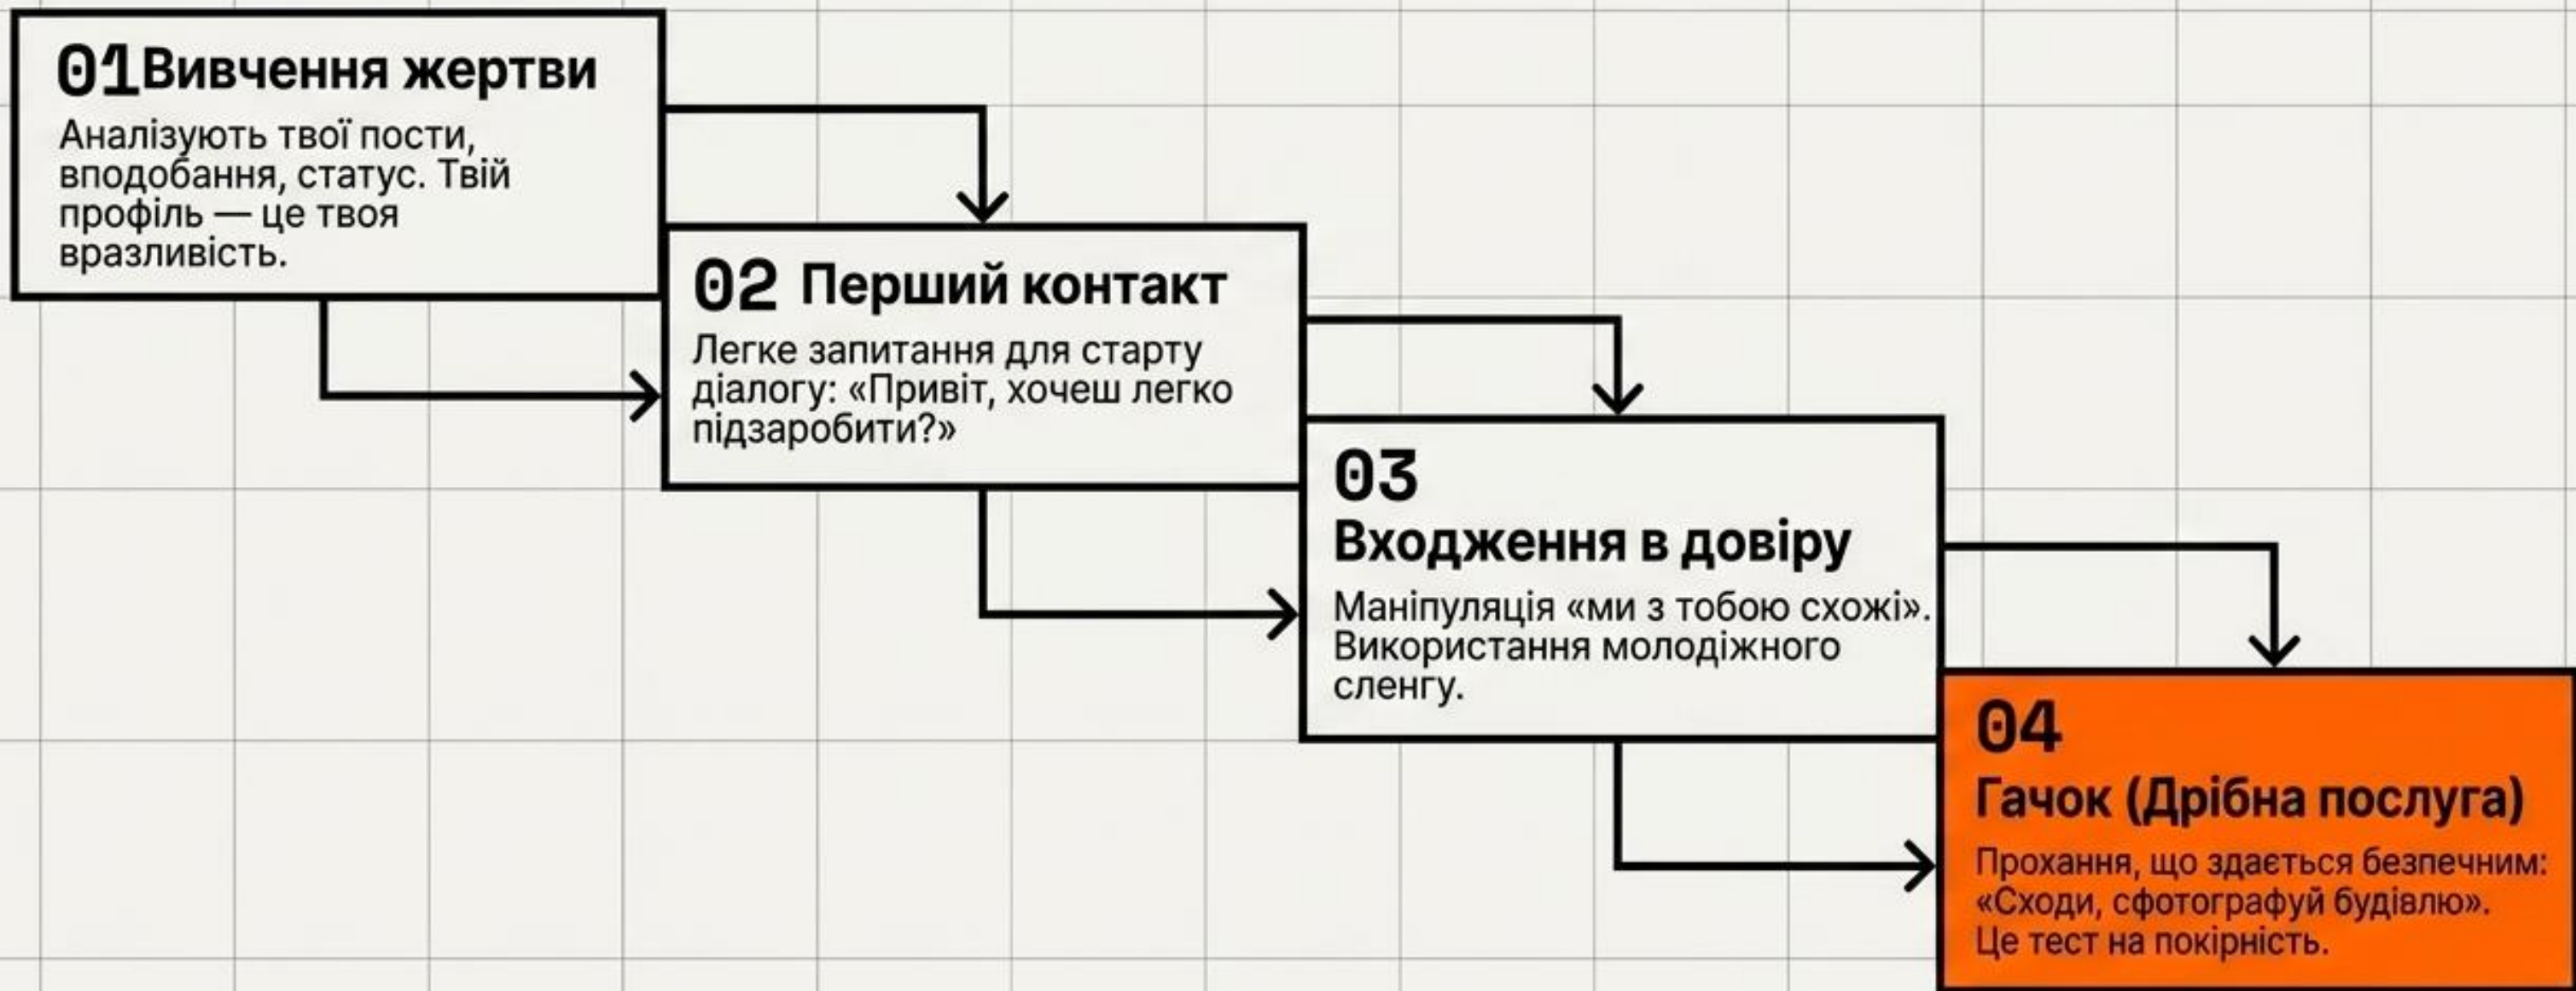 01 Вивчення жертви
Аналізують твої пости,
вподобання, статус. Твій
профіль — це твоя
вразливість.
02 Перший контакт
Легке запитання для старту
діалогу: «Привіт, хочеш легко
підзаробити?»
03
Входження в довіру
Маніпуляція «ми з тобою схожі».
Використання молодіжного
сленгу.
04
Гачок (Дрібна послуга)
Прохання, що здається безпечним:
«Сходи, сфотографуй будівлю».
Це тест на покірність.